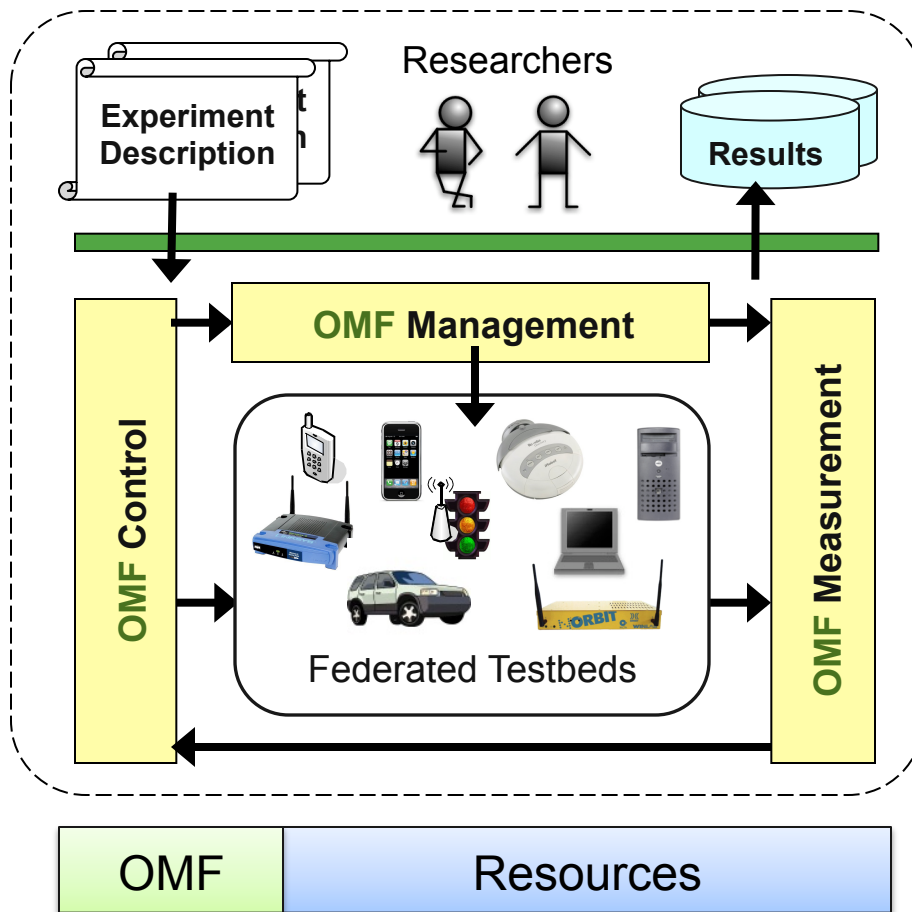 Researchers
Experiment
Description
t
n
Results
OMF Management
OMF Control
OMF Measurement
ORBIT
Federated Testbeds
OMF
Resources